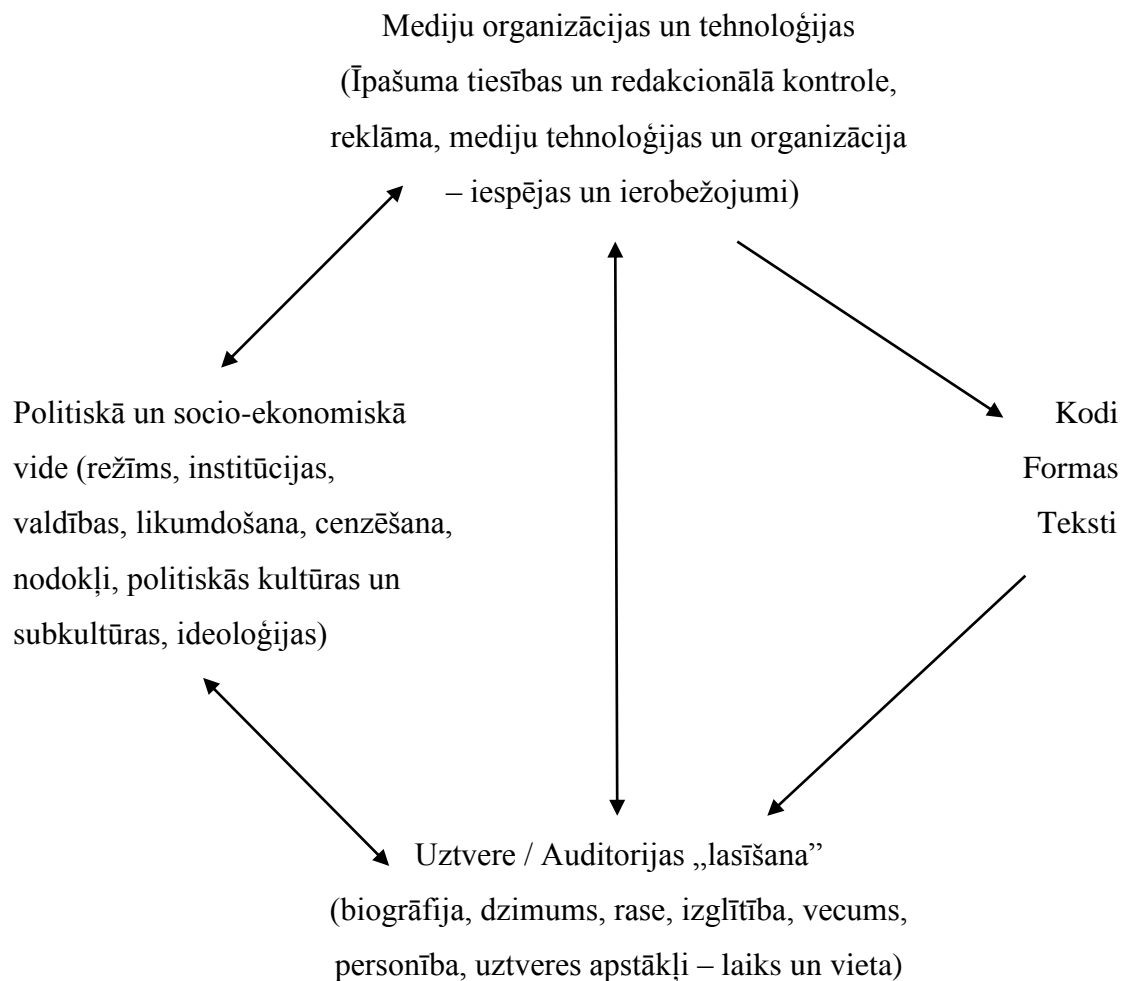 Mediju organizācijas un tehnoloģijas
(Īpašuma tiesības un redakcionālā kontrole,
reklāma, mediju tehnoloģijas un organizācija
– iespējas un ierobežojumi)
Politiskā un socio-ekonomiskā
vide (režīms, institūcijas,
valdības, likumdošana, cenzēšana,
nodokļi, politiskās kultūras un
subkultūras, ideoloģijas)
Kodi
Formas
Teksti
Uztvere / Auditorijas „lasīšana”
(biogrāfija, dzimums, rase, izglītība, vecums,
personība, uztveres apstākļi – laiks un vieta)